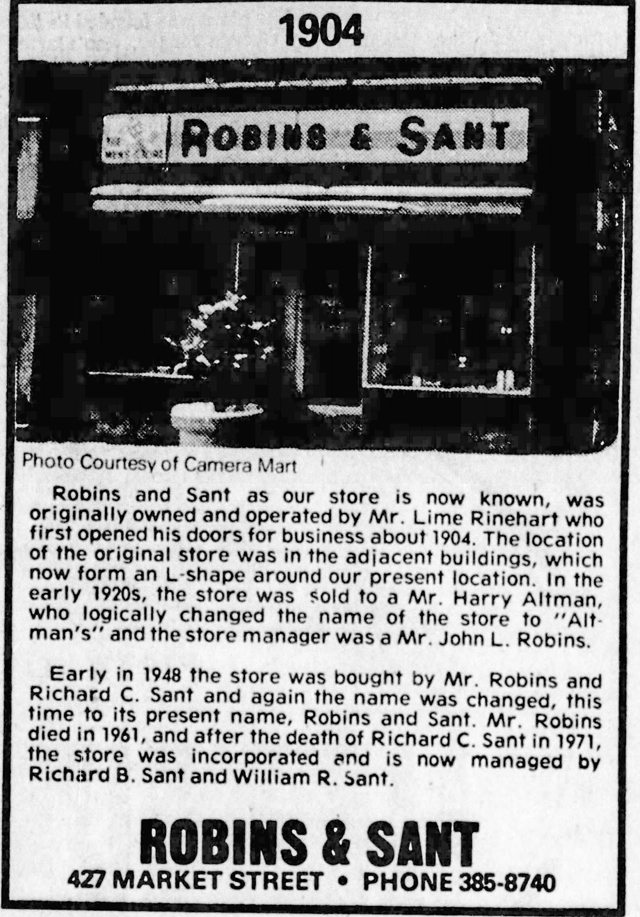 1904
THE
MEN'S STORE
ROBINS & SANT
Photo Courtesy of Camera Mart
Robins and Sant as our store is now known, was
originally owned and operated by Mr. Lime Rinehart who
first opened his doors for business about 1904. The location
of the original store was in the adjacent buildings, which
now form an L-shape around our present location. In the
early 1920s, the store was sold to a Mr. Harry Altman,
who logically changed the name of the store to "Alt-
man's" and the store manager was a Mr. John L. Robins.
Early in 1948 the store was bought by Mr. Robins and
Richard C. Sant and again the name was changed, this
time to its present name, Robins and Sant. Mr. Robins
died in 1961, and after the death of Richard C. Sant in 1971,
the store was incorporated and is now managed by
Richard B. Sant and William R. Sant.
ROBINS & SANT
427 MARKET STREET • PHONE 385-8740